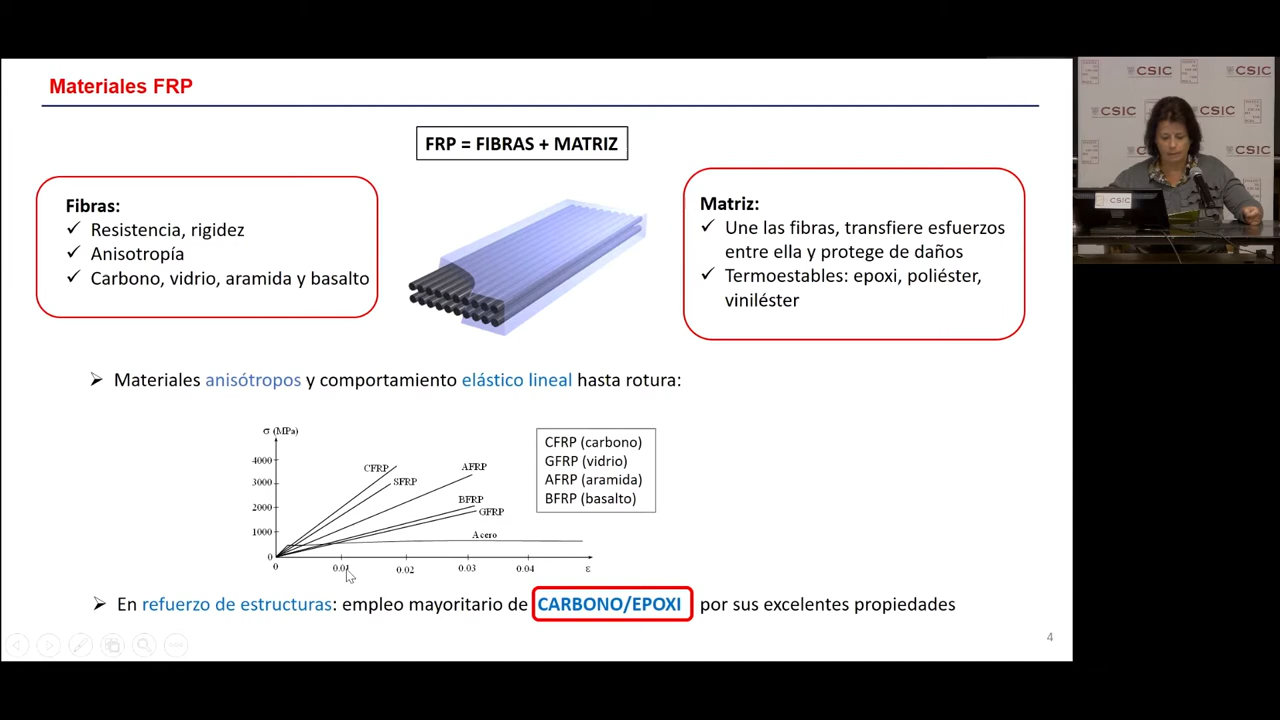 Materiales FRP
FRP = FIBRAS + MATRIZ
Fibras:
✓ Resistencia, rigidez
✓ Anisotropía
✓ Carbono, vidrio, aramida y basalto
Matriz:
✓ Une las fibras, transfiere esfuerzos
entre ella y protege de daños
✓ Termoestables: epoxi, poliéster,
viniléster
➢ Materiales anisótropos y comportamiento elástico lineal hasta rotura:
σ (MPa)
4000
3000
2000
1000
0
0
0.01
0.02
0.03
0.04
ε
CFRP
SFRP
AFRP
BFRP
GFRP
Acero
CFRP (carbono)
GFRP (vidrio)
AFRP (aramida)
BFRP (basalto)
➢ En refuerzo de estructuras: empleo mayoritario de CARBONO/EPOXI por sus excelentes propiedades
4
CSIC
CSIC
CSIC
CSIC
CSIC
CSIC
CSIC